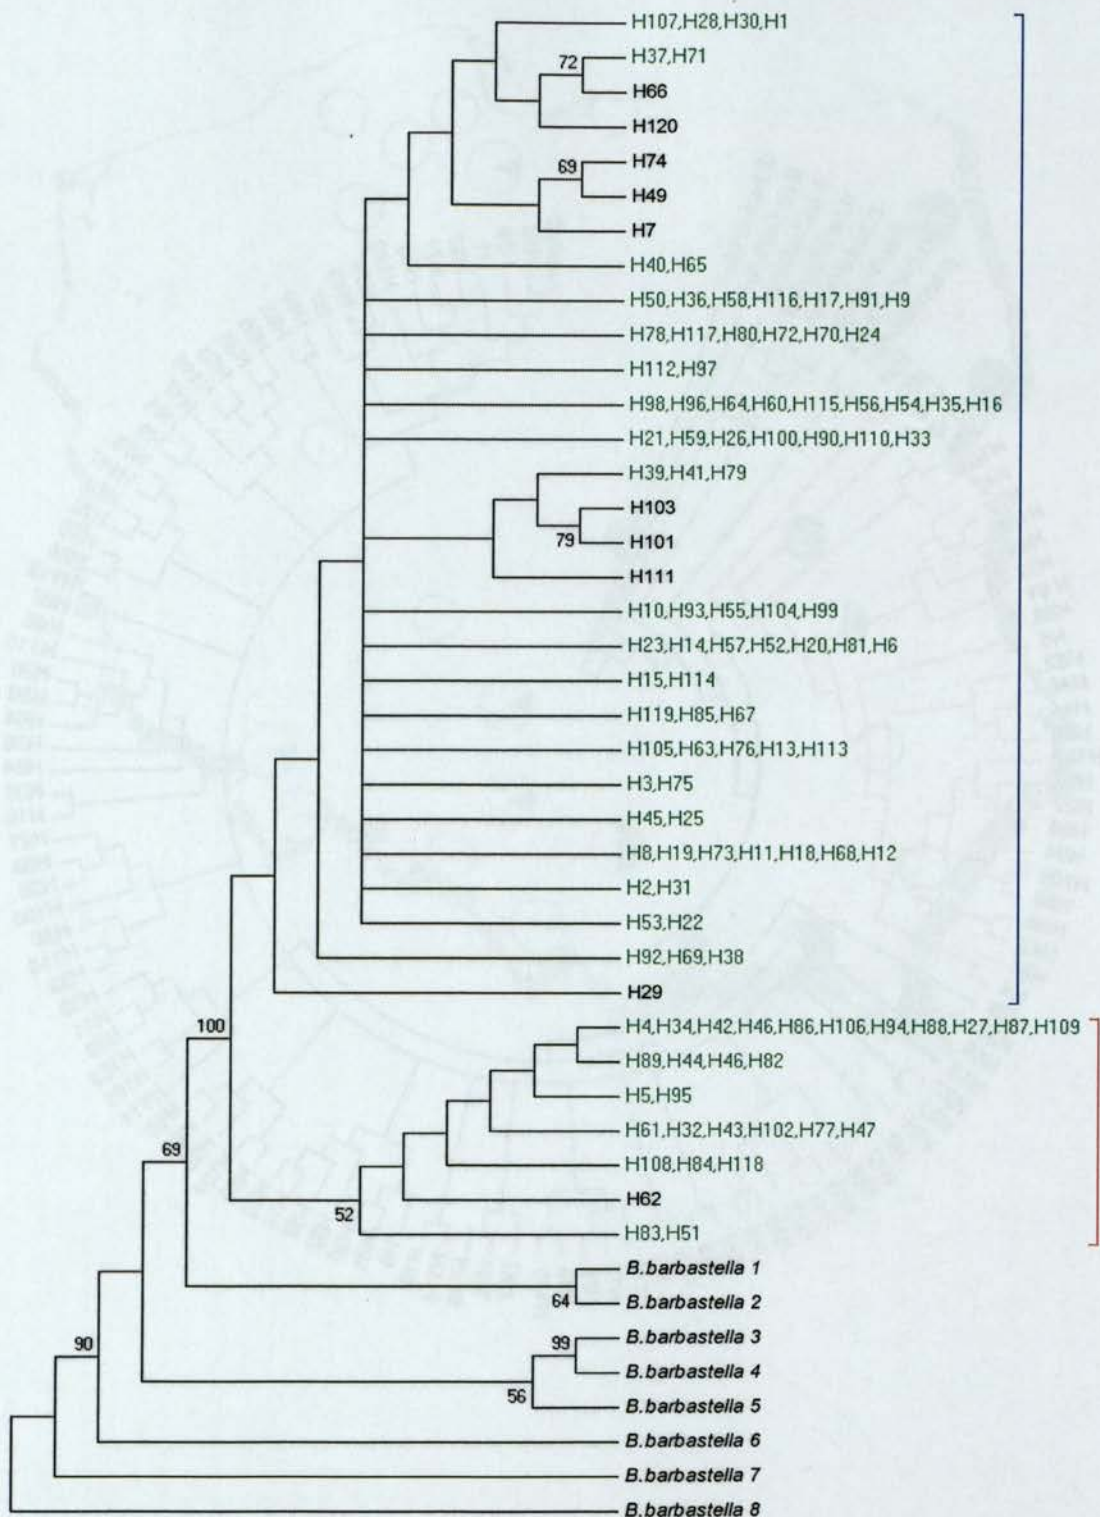 H107,H28,H30,H1
72
H37,H71
H66
H120
69
H74
H49
H7
H40,H65
H50,H36,H58,H116,H17,H91,H9
H78,H117,H80,H72,H70,H24
H112,H97
H98,H96,H64,H60,H115,H56,H54,H35,H16
H21,H59,H26,H100,H90,H110,H33
H39,H41,H79
H103
79
H101
H111
H10,H93,H55,H104,H99
H23,H14,H57,H52,H20,H81,H6
H15,H114
H119,H85,H67
H105,H63,H76,H13,H113
H3,H75
H45,H25
H8,H19,H73,H11,H18,H68,H12
H2,H31
H53,H22
H92,H69,H38
H29
100
H4,H34,H42,H46,H86,H106,H94,H88,H27,H87,H109
H89,H44,H46,H82
H5,H95
H61,H32,H43,H102,H77,H47
H108,H84,H118
H62
52
H83,H51
69
B.barbastella 1
64
B.barbastella 2
90
99
B.barbastella 3
B.barbastella 4
56
B.barbastella 5
B.barbastella 6
B.barbastella 7
B.barbastella 8